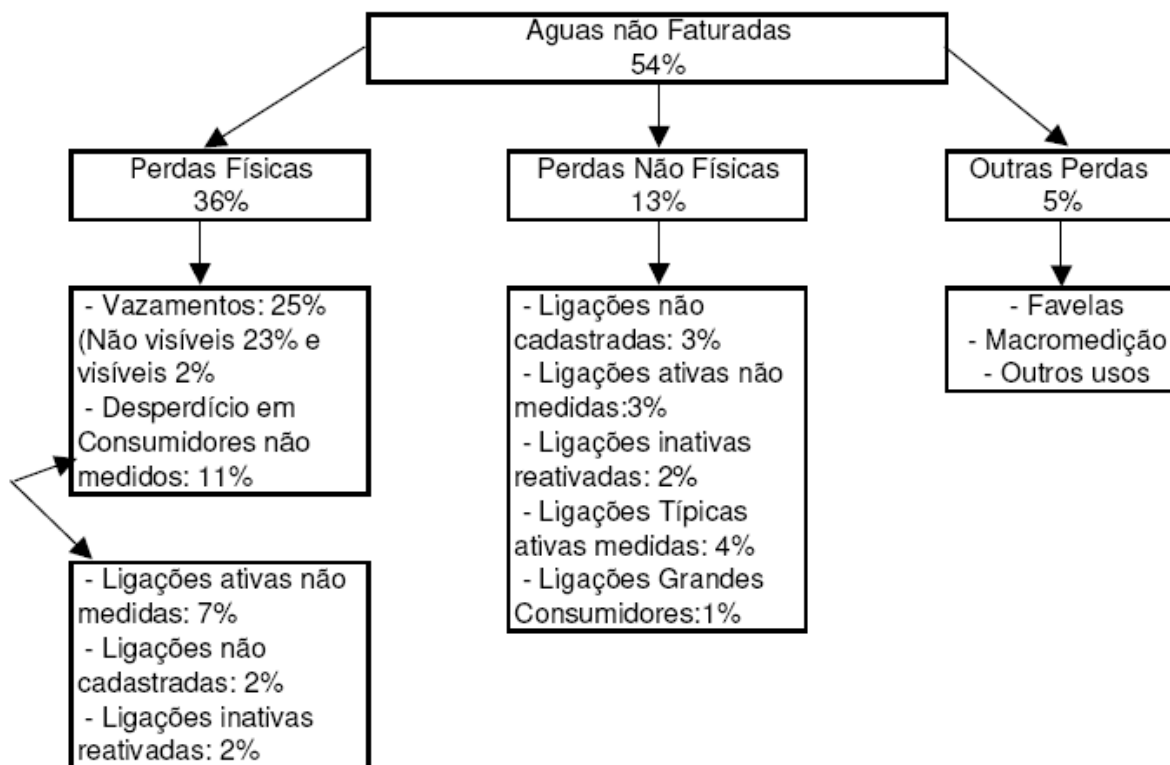 Aguas não Faturadas
54%
Perdas Físicas
36%
Perdas Não Físicas
13%
Outras Perdas
5%
- Vazamentos: 25%
(Não visíveis 23% e
visíveis 2%
- Desperdício em
Consumidores não
medidos: 11%
- Ligações não
cadastradas: 3%
- Ligações ativas não
medidas:3%
- Ligações inativas
reativadas: 2%
- Ligações Típicas
ativas medidas: 4%
- Ligações Grandes
Consumidores:1%
- Favelas
- Macromedição
- Outros usos
- Ligações ativas não
medidas: 7%
- Ligações não
cadastradas: 2%
- Ligações inativas
reativadas: 2%